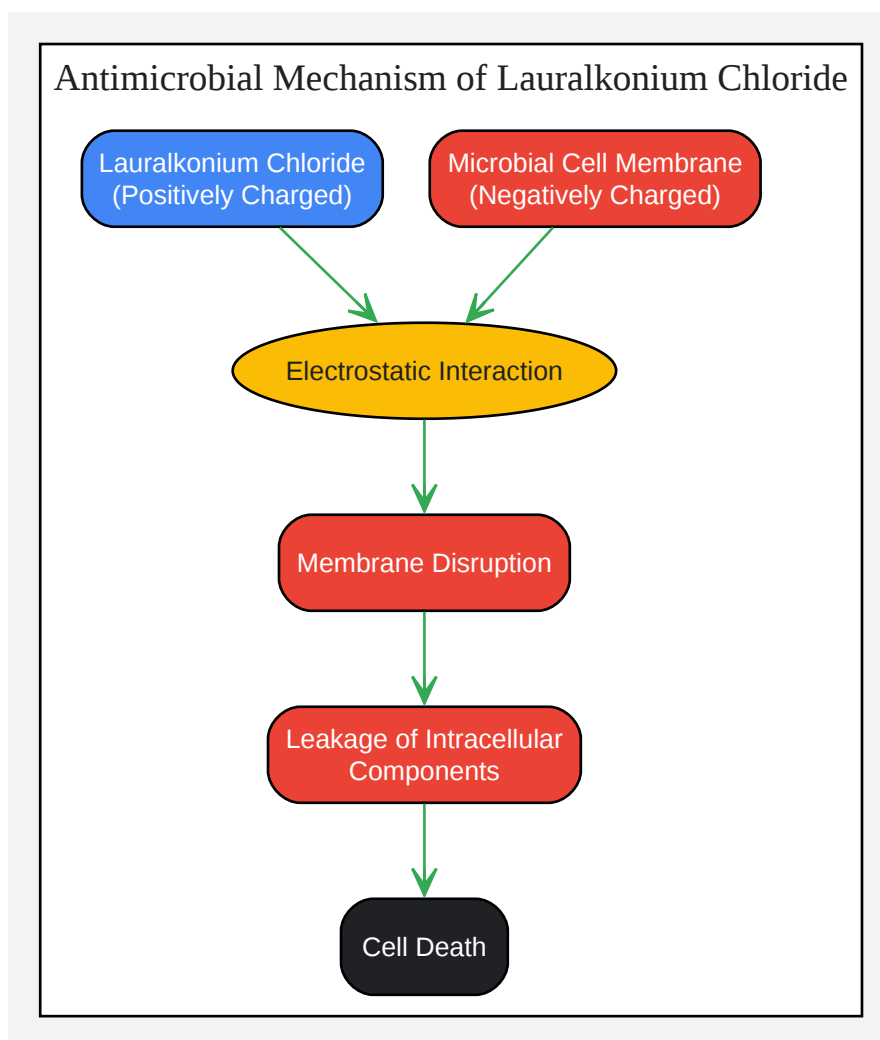 Antimicrobial Mechanism of Lauralkonium Chloride
Lauralkonium Chloride
(Positively Charged)
Microbial Cell Membrane
(Negatively Charged)
Electrostatic Interaction
Membrane Disruption
Leakage of Intracellular
Components
Cell Death